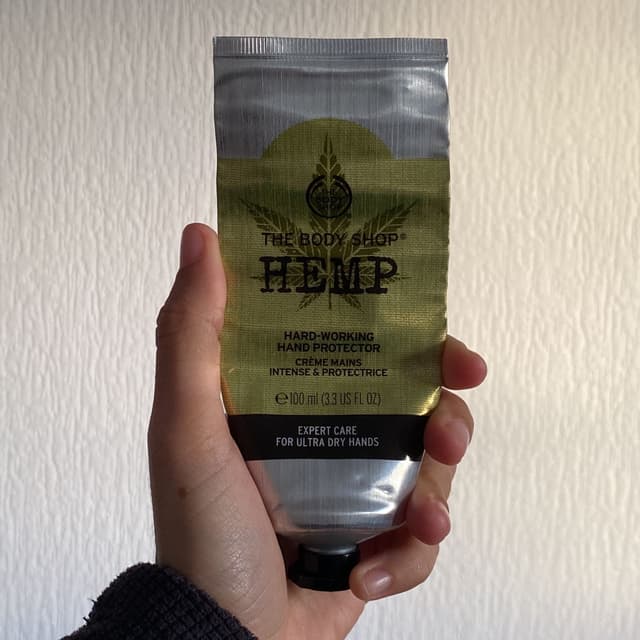 THE BODY SHOP®
HEMP
HARD-WORKING
HAND PROTECTOR
CRÈME MAINS
INTENSE & PROTECTRICE
℮100 ml (3.3 US FL OZ)
EXPERT CARE
FOR ULTRA DRY HANDS